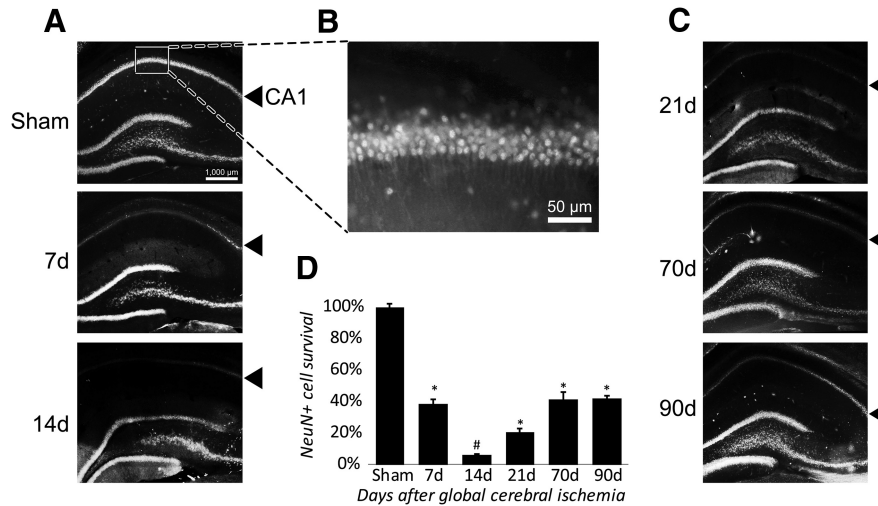 A
Sham
CA1
1,000 µm
7d
14d
B
50 µm
C
21d
70d
90d
D
NeuN+ cell survival
100%
80%
60%
40%
20%
0%
*
#
*
*
*
Sham 7d 14d 21d 70d 90d
Days after global cerebral ischemia